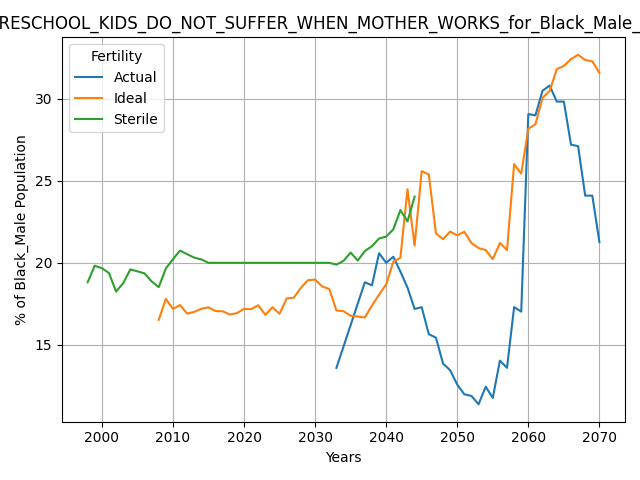 RESCHOOL_KIDS_DO_NOT_SUFFER_WHEN_MOTHER_WORKS_for_Black_Male_
Fertility
Actual
Ideal
Sterile
% of Black_Male Population
30
25
20
15
2000 2010 2020 2030 2040 2050 2060 2070
Years